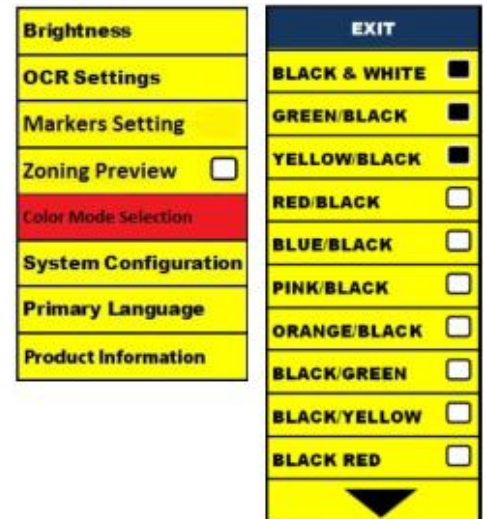 Brightness
OCR Settings
Markers Setting
Zoning Preview
Color Mode Selection
System Configuration
Primary Language
Product Information
EXIT
BLACK & WHITE
GREEN/BLACK
YELLOW/BLACK
RED/BLACK
BLUE/BLACK
PINK/BLACK
ORANGE/BLACK
BLACK/GREEN
BLACK/YELLOW
BLACK RED